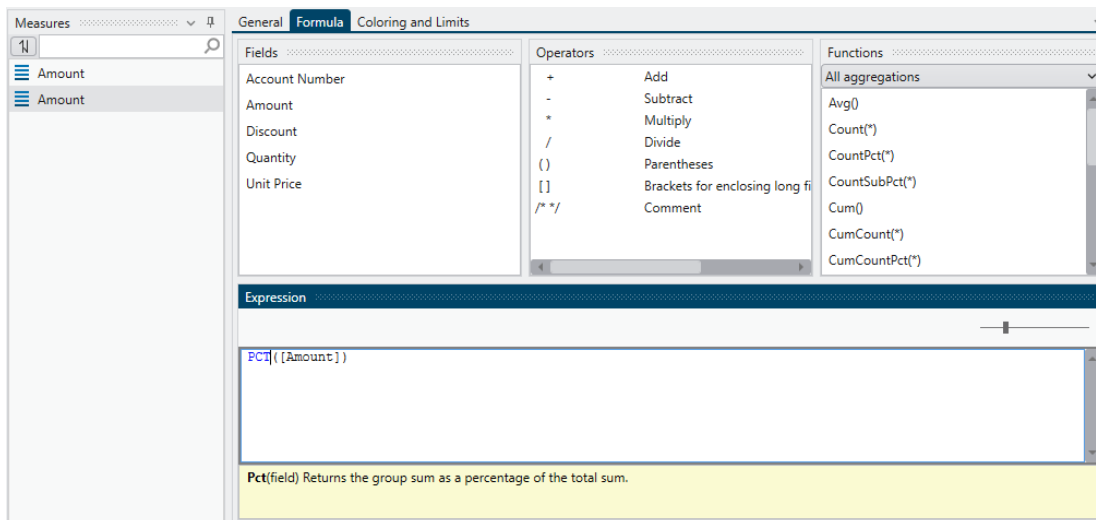 Measures
General Formula Coloring and Limits
Amount
Amount
Fields
Account Number
Amount
Discount
Quantity
Unit Price
Operators
+ Add
- Subtract
* Multiply
/ Divide
( ) Parentheses
[ ] Brackets for enclosing long fi
/* */ Comment
Functions
All aggregations
Avg()
Count(*)
CountPct(*)
CountSubPct(*)
Cum()
CumCount(*)
CumCountPct(*)
Expression
PCT([Amount])
Pct(field) Returns the group sum as a percentage of the total sum.